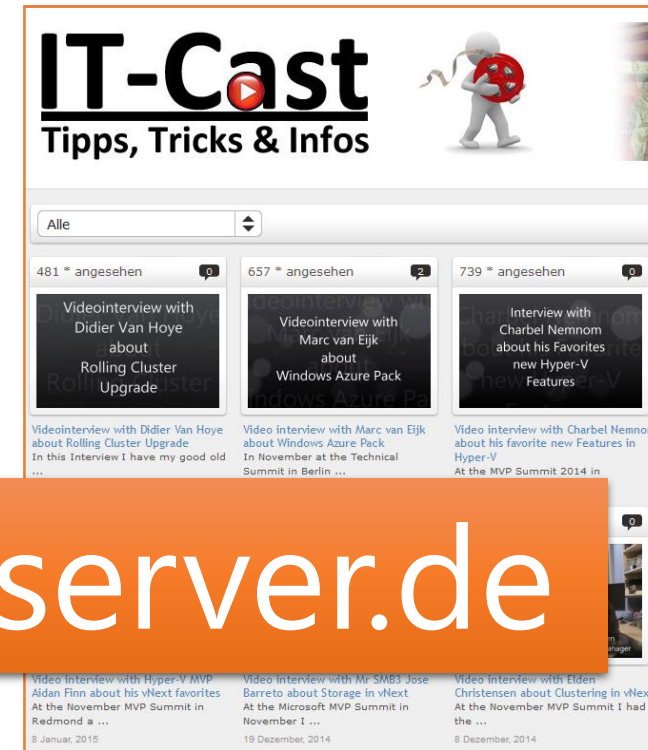 IT-Cast
Tipps, Tricks & Infos
Alle
481 * angesehen
0
657 * angesehen
2
739 * angesehen
0
Videointerview with
Didier Van Hoye
about
Rolling Cluster
Upgrade
Videointerview with
Marc van Eijk
about
Windows Azure Pack
Interview with
Charbel Nemnom
about his Favorites
new Hyper-V
Features
Videointerview with Didier Van Hoye
about Rolling Cluster Upgrade
In this Interview I have my good old
...
Video interview with Marc van Eijk
about Windows Azure Pack
In November at the Technical
Summit in Berlin ...
Video interview with Charbel Nemnom
about his favorite new Features in
Hyper-V
At the MVP Summit 2014 in
server.de
0
Video interview with Hyper-V MVP
Aidan Finn about his vNext favorites
At the November MVP Summit in
Redmond a ...
8 Januar, 2015
Video interview with Mr SMB3 Jose
Barreto about Storage in vNext
At the Microsoft MVP Summit in
November I ...
19 Dezember, 2014
Video interview with Elden
Christensen about Clustering in vNex
At the November MVP Summit I had
the ...
8 Dezember, 2014